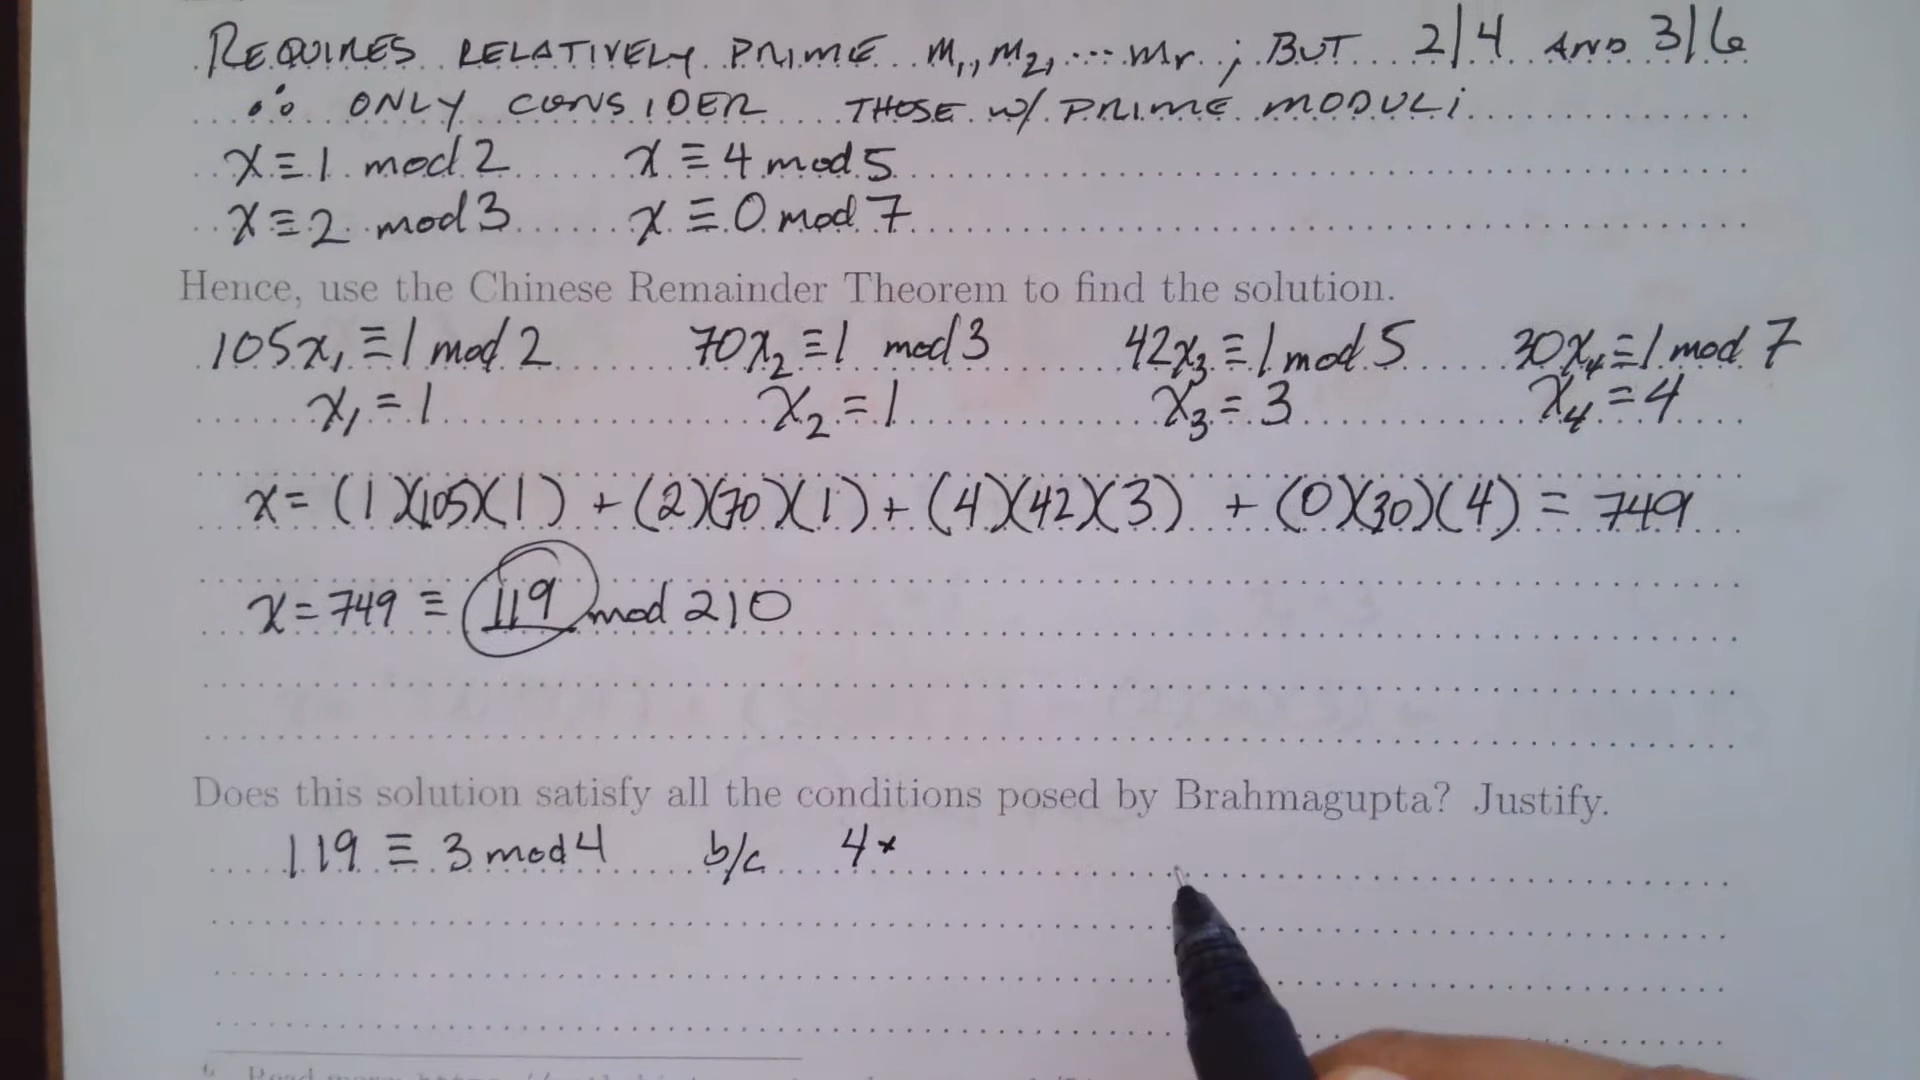 REQUIRES RELATIVELY PRIME m₁, m₂, ... mr ; BUT 2|4 AND 3|6
∴ ONLY CONSIDER THOSE w/ PRIME MODULI
x ≡ 1 mod 2 x ≡ 4 mod 5
x ≡ 2 mod 3 x ≡ 0 mod 7
Hence, use the Chinese Remainder Theorem to find the solution.
105x₁ ≡ 1 mod 2 70x₂ ≡ 1 mod 3 42x₃ ≡ 1 mod 5 30x₄ ≡ 1 mod 7
x₁ = 1 x₂ = 1 x₃ = 3 x₄ = 4
x = (1)(105)(1) + (2)(70)(1) + (4)(42)(3) + (0)(30)(4) = 749
x = 749 ≡ 119 mod 210
Does this solution satisfy all the conditions posed by Brahmagupta? Justify.
119 ≡ 3 mod 4 b/c 4×